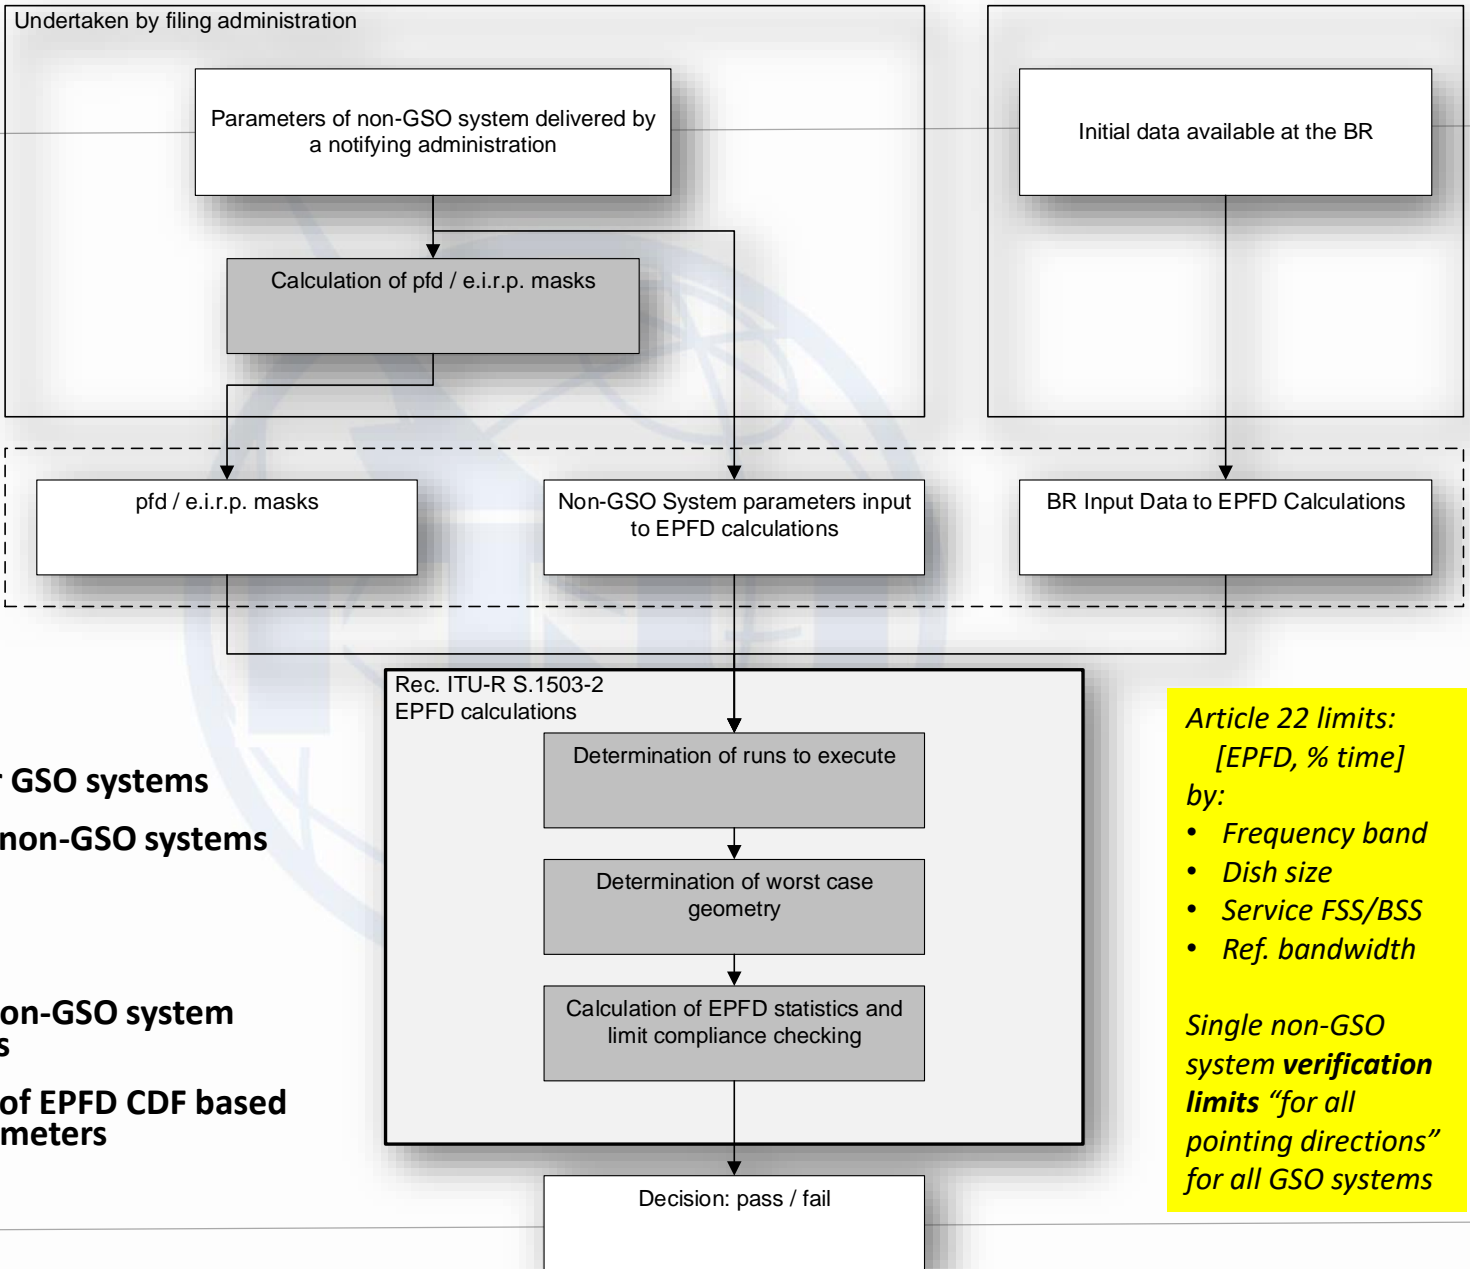 Undertaken by filing administration
Parameters of non-GSO system delivered by
a notifying administration
Initial data available at the BR
Calculation of pfd / e.i.r.p. masks
pfd / e.i.r.p. masks
Non-GSO System parameters input
to EPFD calculations
BR Input Data to EPFD Calculations
Rec. ITU-R S.1503-2
EPFD calculations
Determination of runs to execute
Determination of worst case
geometry
Calculation of EPFD statistics and
limit compliance checking
Decision: pass / fail
GSO systems
non-GSO systems
non-GSO system
of EPFD CDF based
Article 22 limits:
[EPFD, % time]
by:
• Frequency band
• Dish size
• Service FSS/BSS
• Ref. bandwidth
Single non-GSO
system verification
limits “for all
pointing directions”
for all GSO systems